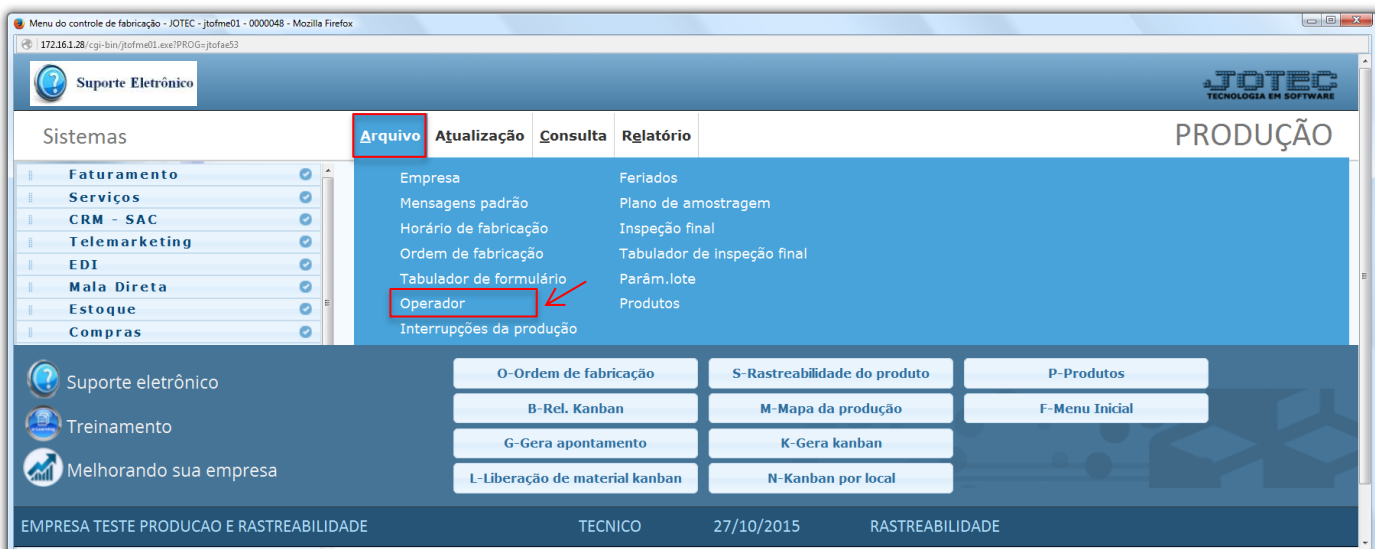 Menu do controle de fabricação - JOTEC - jtofme01 - 0000048 - Mozilla Firefox
172.16.1.28/cgi-bin/jtofme01.exe?PROG=jtofae53
Suporte Eletrônico
JOTEC
TECNOLOGIA EM SOFTWARE
Sistemas
Arquivo Atualização Consulta Relatório
PRODUÇÃO
Faturamento
Serviços
CRM - SAC
Telemarketing
EDI
Mala Direta
Estoque
Compras
Empresa
Mensagens padrão
Horário de fabricação
Ordem de fabricação
Tabulador de formulário
Operador
Interrupções da produção
Feriados
Plano de amostragem
Inspeção final
Tabulador de inspeção final
Parâm.lote
Produtos
Suporte eletrônico
Treinamento
Melhorando sua empresa
O-Ordem de fabricação S-Rastreabilidade do produto P-Produtos
B-Rel. Kanban M-Mapa da produção F-Menu Inicial
G-Gera apontamento K-Gera kanban
L-Liberação de material kanban N-Kanban por local
EMPRESA TESTE PRODUCAO E RASTREABILIDADE TECNICO 27/10/2015 RASTREABILIDADE